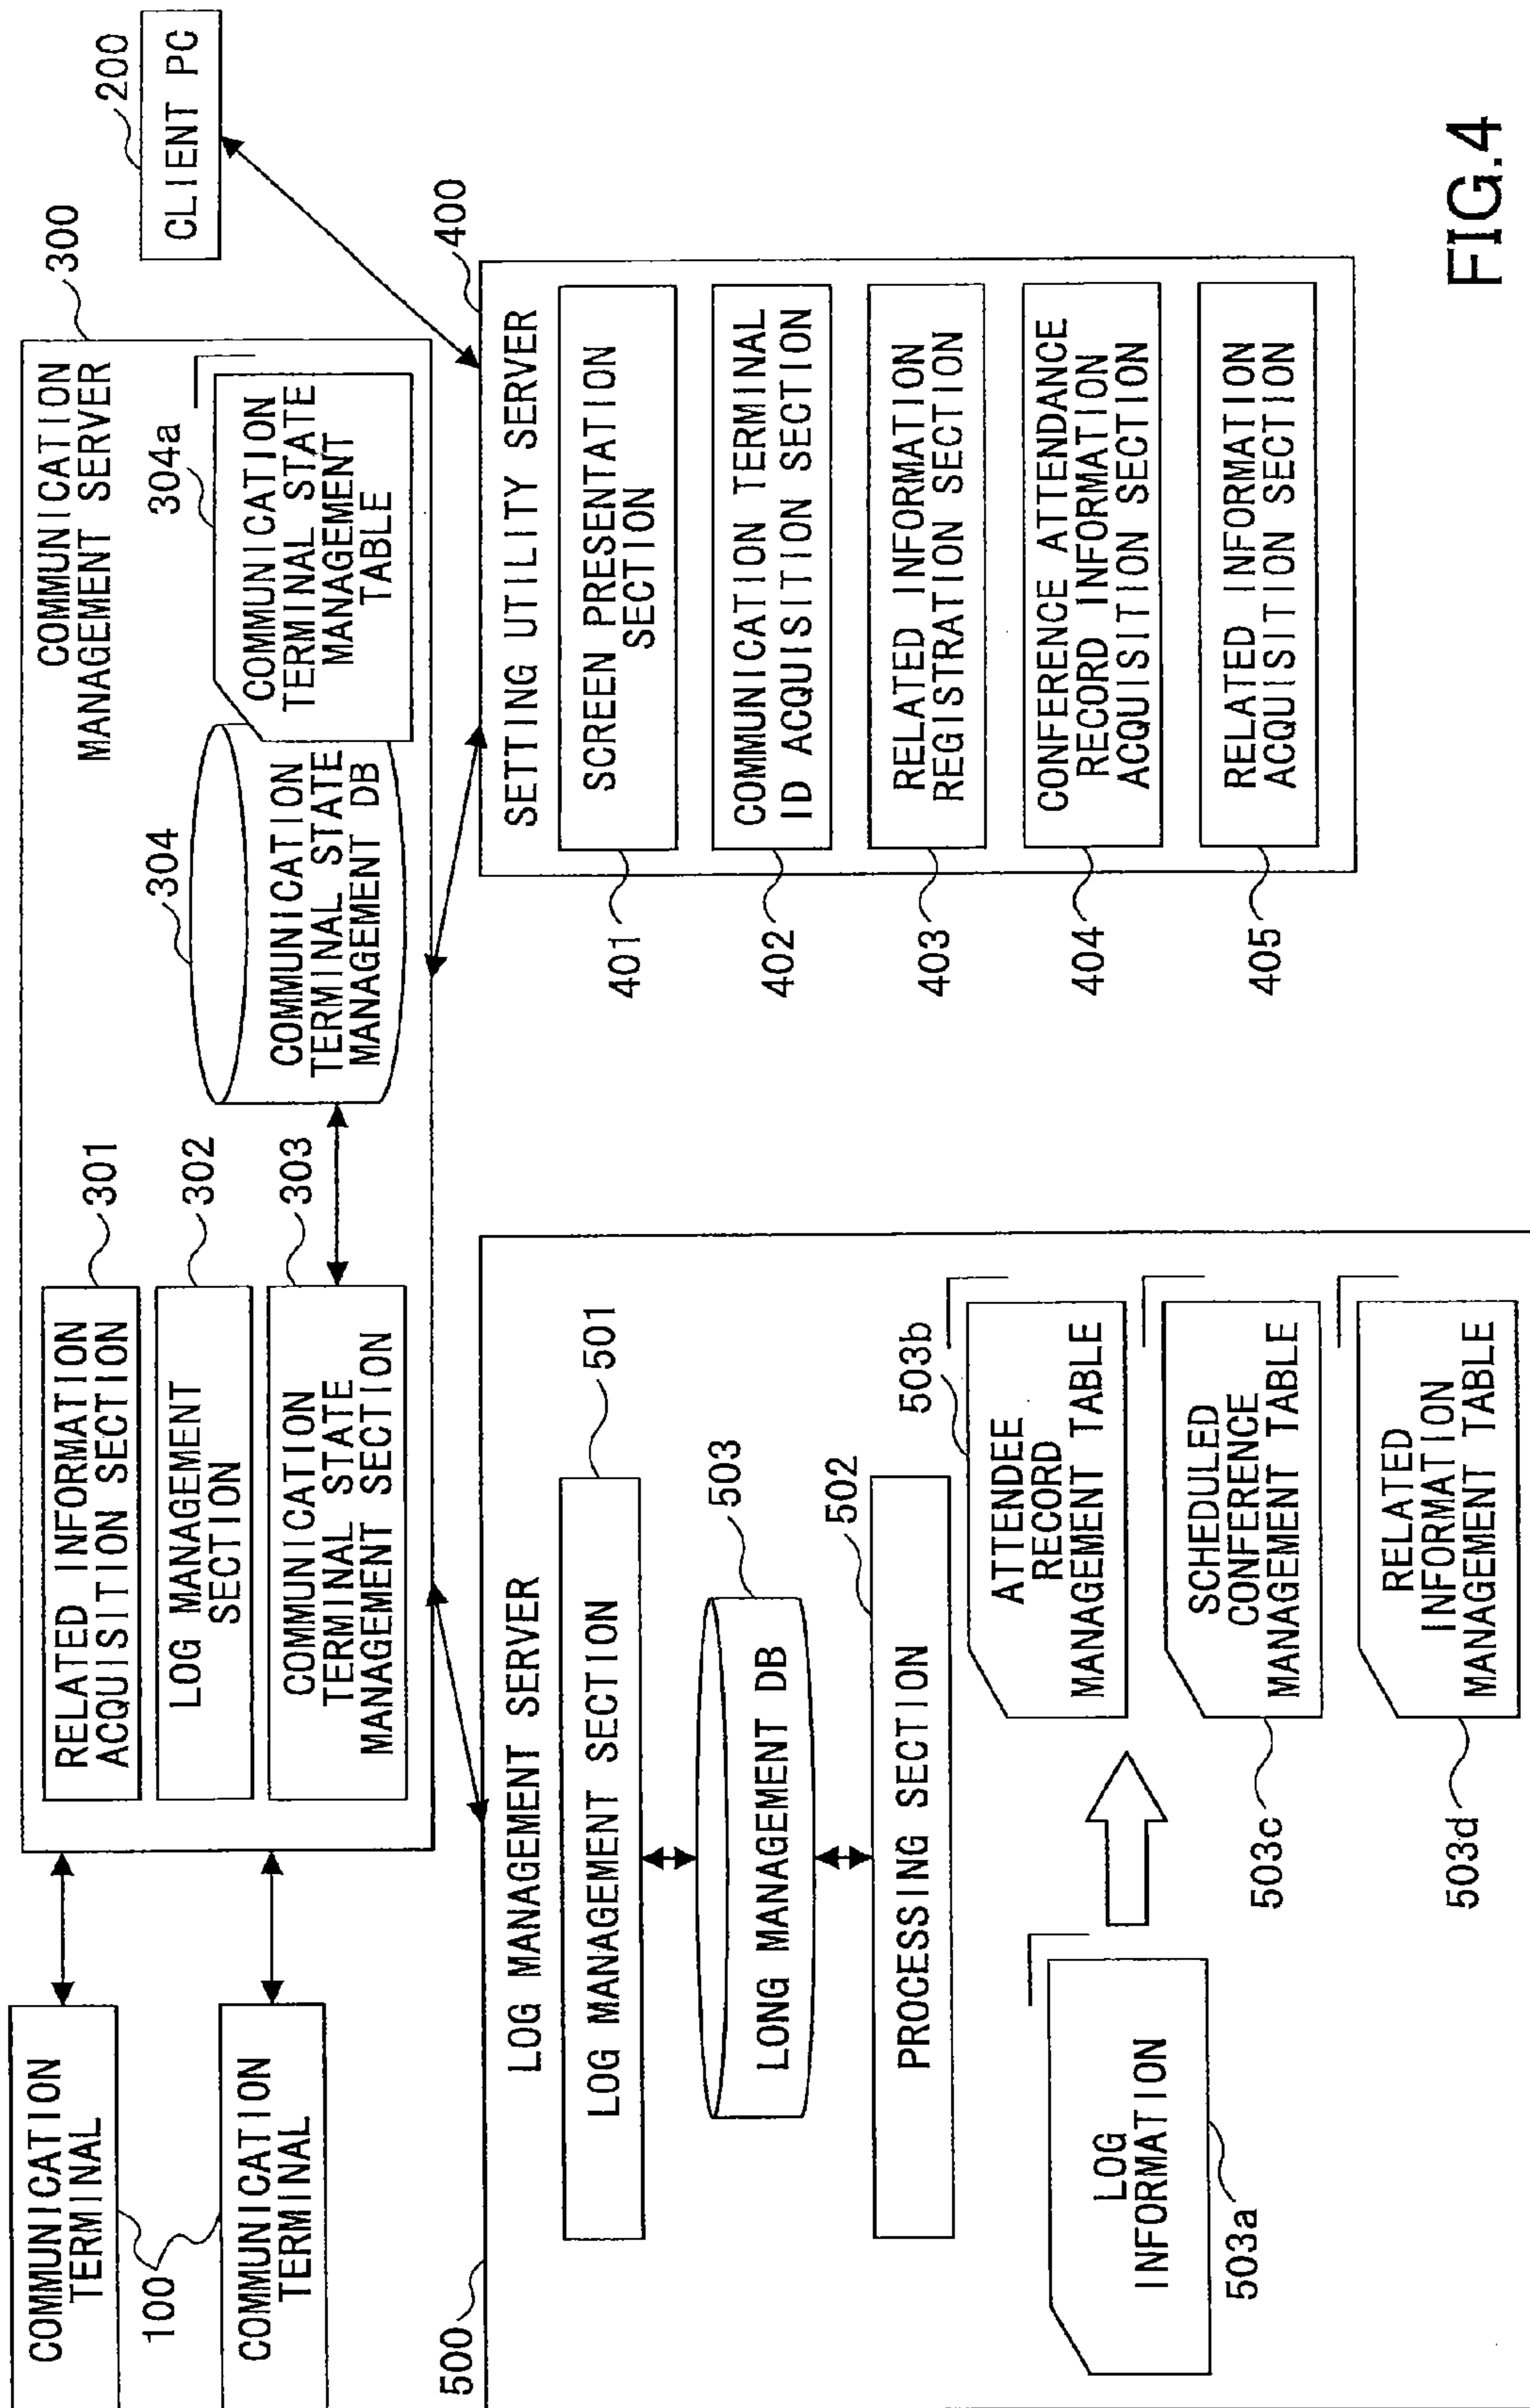 COMMUNICATION
TERMINAL
100
COMMUNICATION
TERMINAL
300
COMMUNICATION
MANAGEMENT SERVER
RELATED INFORMATION
ACQUISITION SECTION
301
LOG MANAGEMENT
SECTION
302
COMMUNICATION
TERMINAL STATE
MANAGEMENT SECTION
303
304
COMMUNICATION
TERMINAL STATE
MANAGEMENT DB
304a
COMMUNICATION
TERMINAL STATE
MANAGEMENT
TABLE
200
CLIENT PC
500
LOG MANAGEMENT SERVER
LOG MANAGEMENT SECTION
501
LONG MANAGEMENT DB
503
PROCESSING SECTION
502
LOG
INFORMATION
503a
503b
ATTENDEE
RECORD
MANAGEMENT TABLE
SCHEDULED
CONFERENCE
MANAGEMENT TABLE
503c
RELATED
INFORMATION
MANAGEMENT TABLE
503d
400
SETTING UTILITY SERVER
SCREEN PRESENTATION
SECTION
401
COMMUNICATION TERMINAL
ID ACQUISITION SECTION
402
RELATED INFORMATION
REGISTRATION SECTION
403
CONFERENCE ATTENDANCE
RECORD INFORMATION
ACQUISITION SECTION
404
RELATED INFORMATION
ACQUISITION SECTION
405
FIG.4